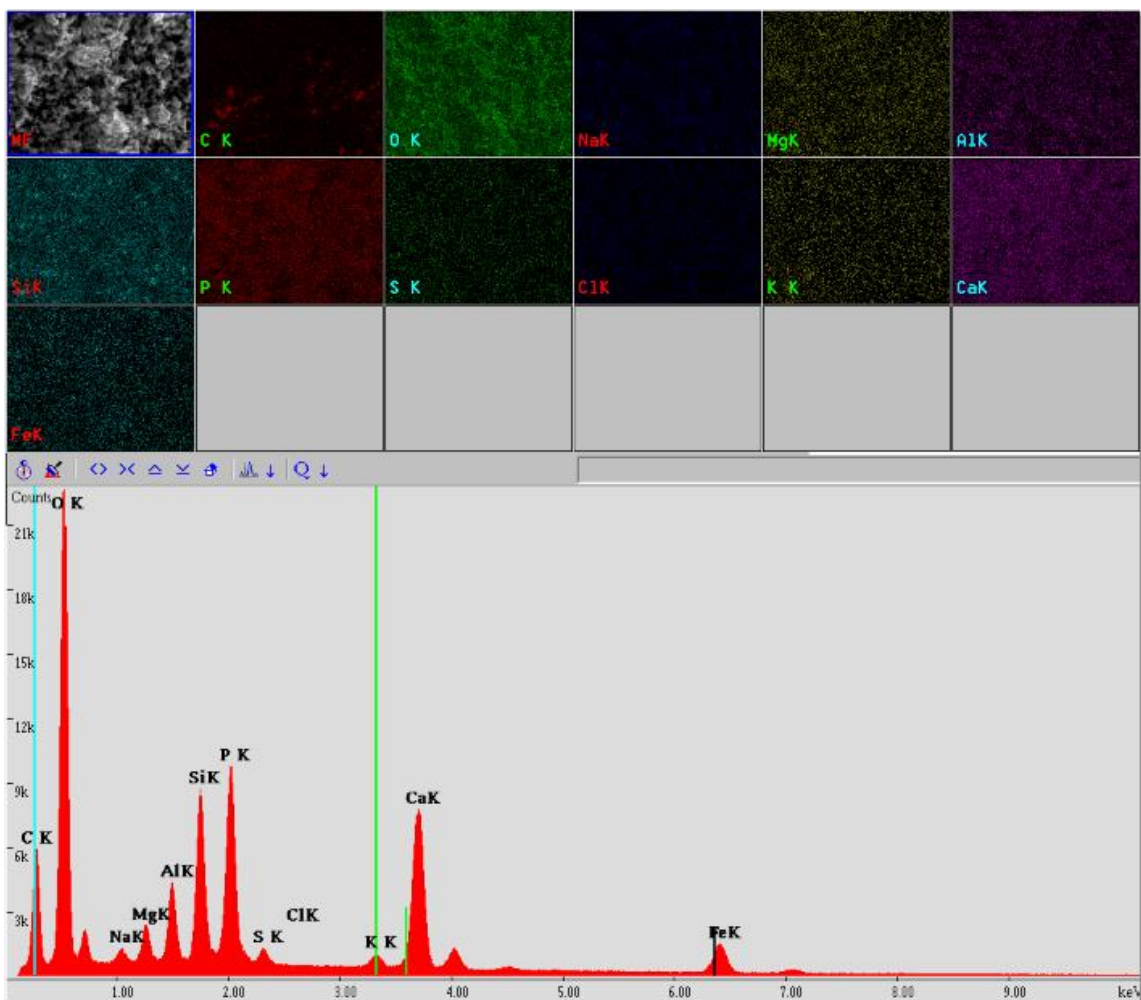 C K
O K
NaK
MgK
AlK
SiK
P K
S K
ClK
K K
CaK
FeK
Q
Counts
O K
21k
18k
15k
12k
P K
SiK
9k
CaK
C K
6k
AlK
MgK
ClK
3k
NaK
S K
K K
FeK
1.00 2.00 3.00 4.00 5.00 6.00 7.00 8.00 9.00 keV